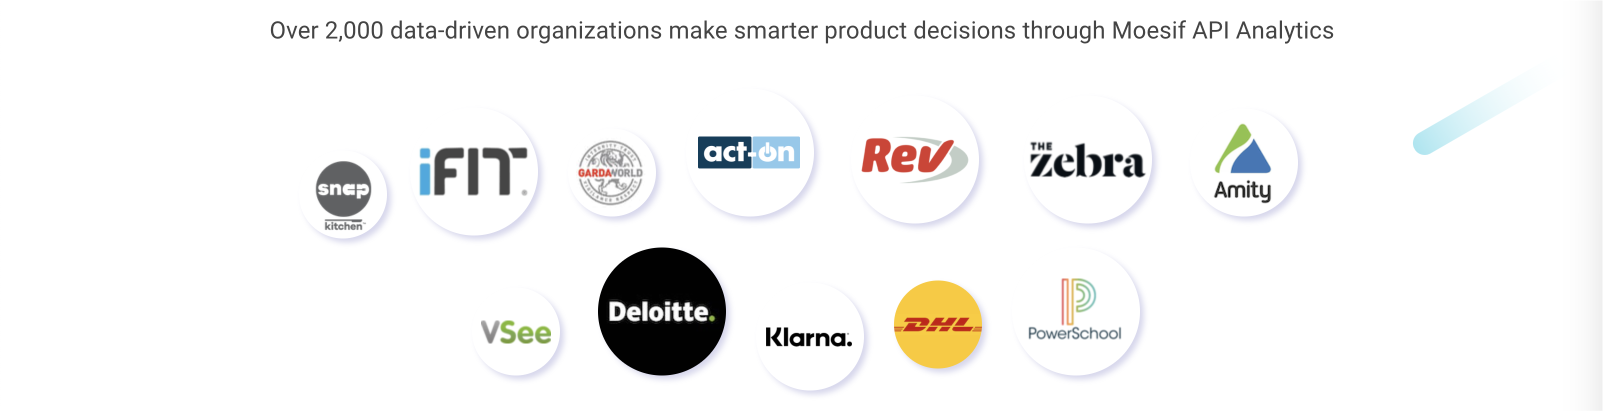 Over 2,000 data-driven organizations make smarter product decisions through Moesif API Analytics
snap
kitchen
iFIT
GARDAWORLD
act-on
Rev
THE
zebra
Amity
VSee
Deloitte.
Klarna.
DHL
PowerSchool